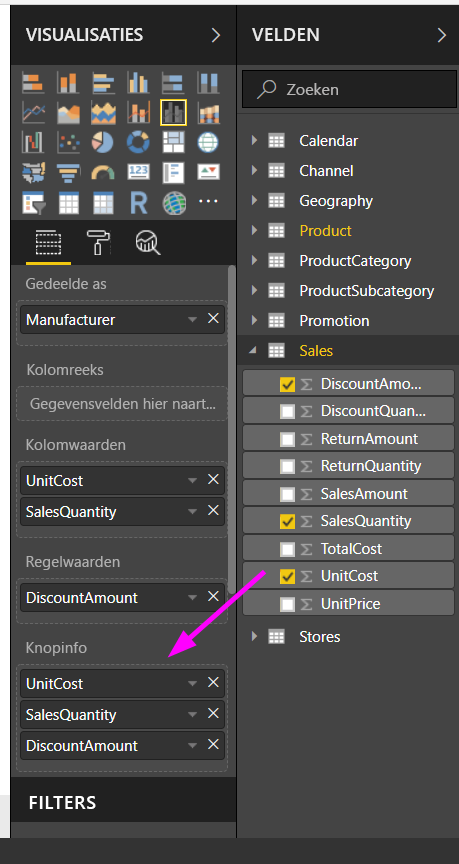 VISUALISATIES
123
R
Gedeelde as
Manufacturer
Kolomreeks
Gegevensvelden hier naart...
Kolomwaarden
UnitCost
SalesQuantity
Regelwaarden
DiscountAmount
Knopinfo
UnitCost
SalesQuantity
DiscountAmount
FILTERS
VELDEN
Zoeken
Calendar
Channel
Geography
Product
ProductCategory
ProductSubcategory
Promotion
Sales
DiscountAmo...
DiscountQuan...
ReturnAmount
ReturnQuantity
SalesAmount
SalesQuantity
TotalCost
UnitCost
UnitPrice
Stores